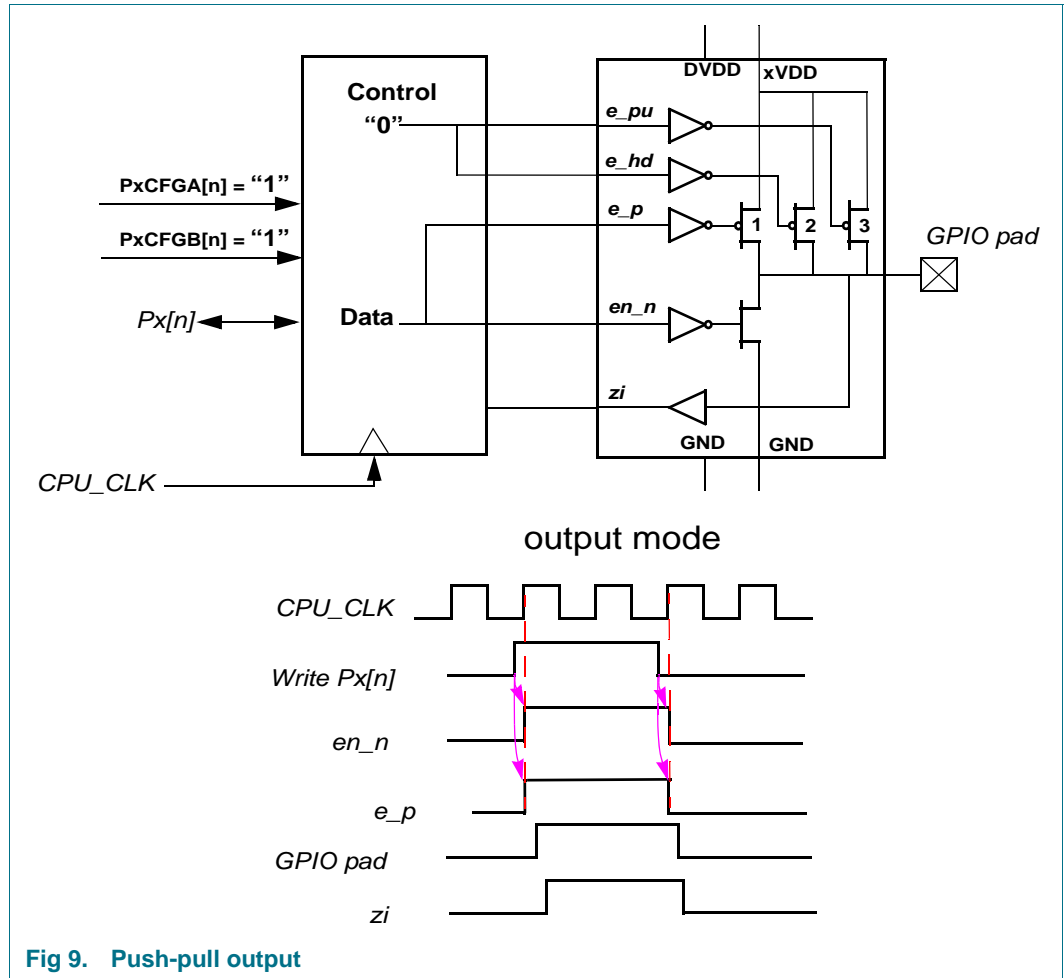 DVDD xVDD
Control
“0”
e_pu
e_hd
PxCFGA[n] = “1”
e_p
1 2 3
GPIO pad
PxCFGB[n] = “1”
Px[n]
Data
en_n
zi
GND GND
CPU_CLK
output mode
CPU_CLK
Write Px[n]
en_n
e_p
GPIO pad
zi
Fig 9. Push-pull output